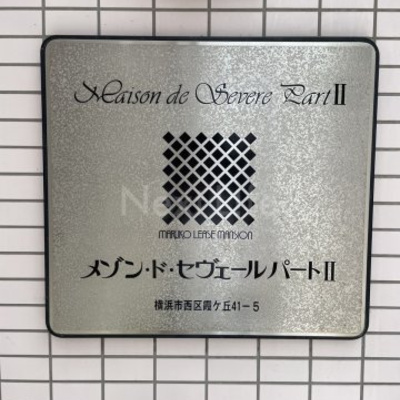 Maison de Severe Part II
MARUKO LEASE MANSION
メゾン・ド・セヴェールパートII
横浜市西区霞ケ丘41-5